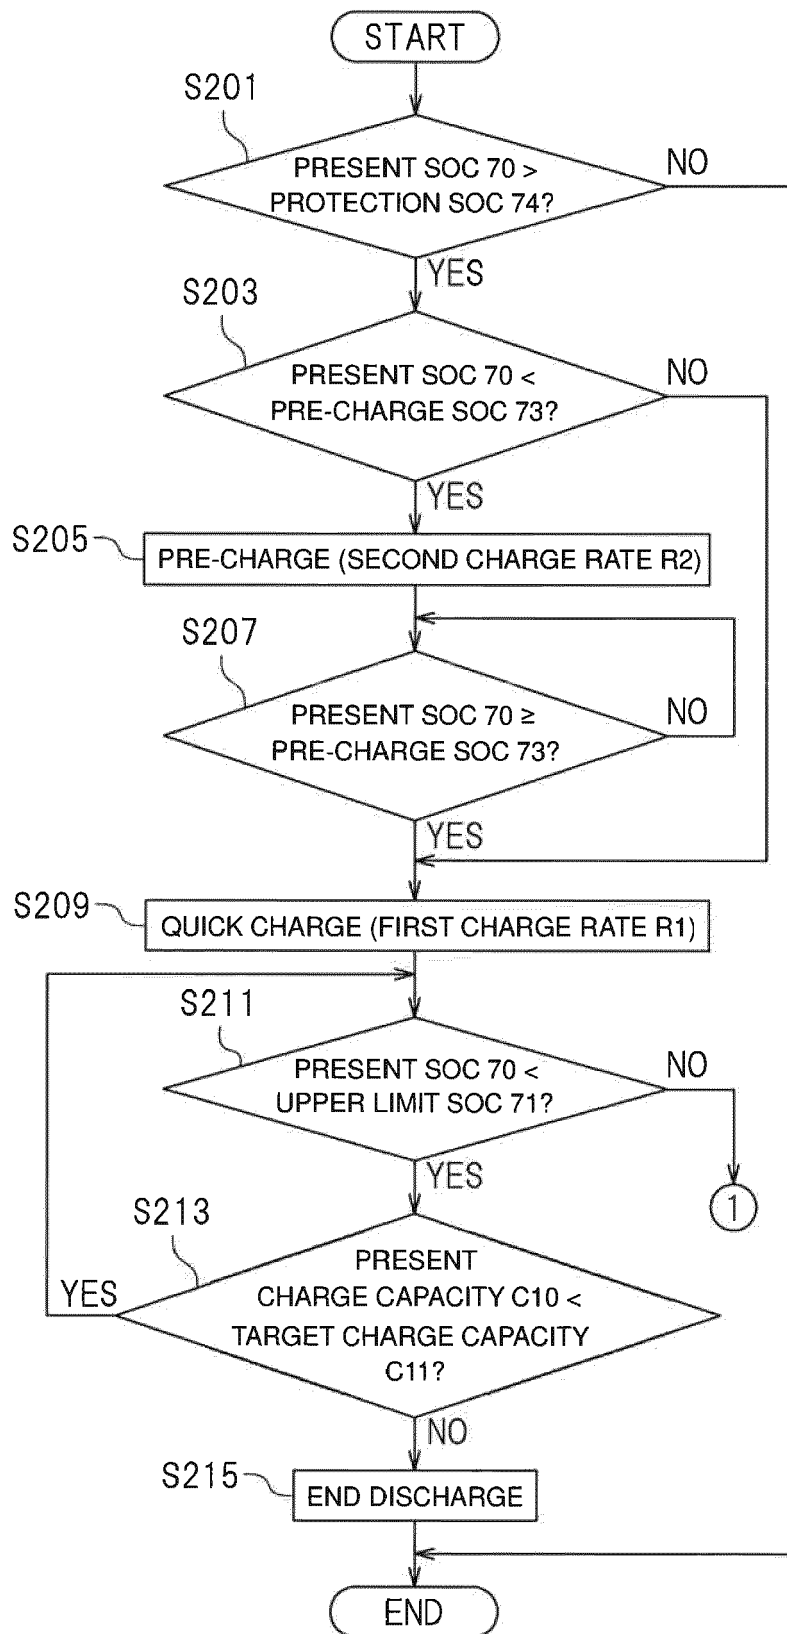 START
S201
PRESENT SOC 70 >
PROTECTION SOC 74?
NO
YES
S203
PRESENT SOC 70 <
PRE-CHARGE SOC 73?
NO
YES
S205
PRE-CHARGE (SECOND CHARGE RATE R2)
S207
PRESENT SOC 70 ≥
PRE-CHARGE SOC 73?
NO
YES
S209
QUICK CHARGE (FIRST CHARGE RATE R1)
S211
PRESENT SOC 70 <
UPPER LIMIT SOC 71?
NO
YES
1
S213
PRESENT
CHARGE CAPACITY C10 <
TARGET CHARGE CAPACITY
C11?
YES
NO
S215
END DISCHARGE
END